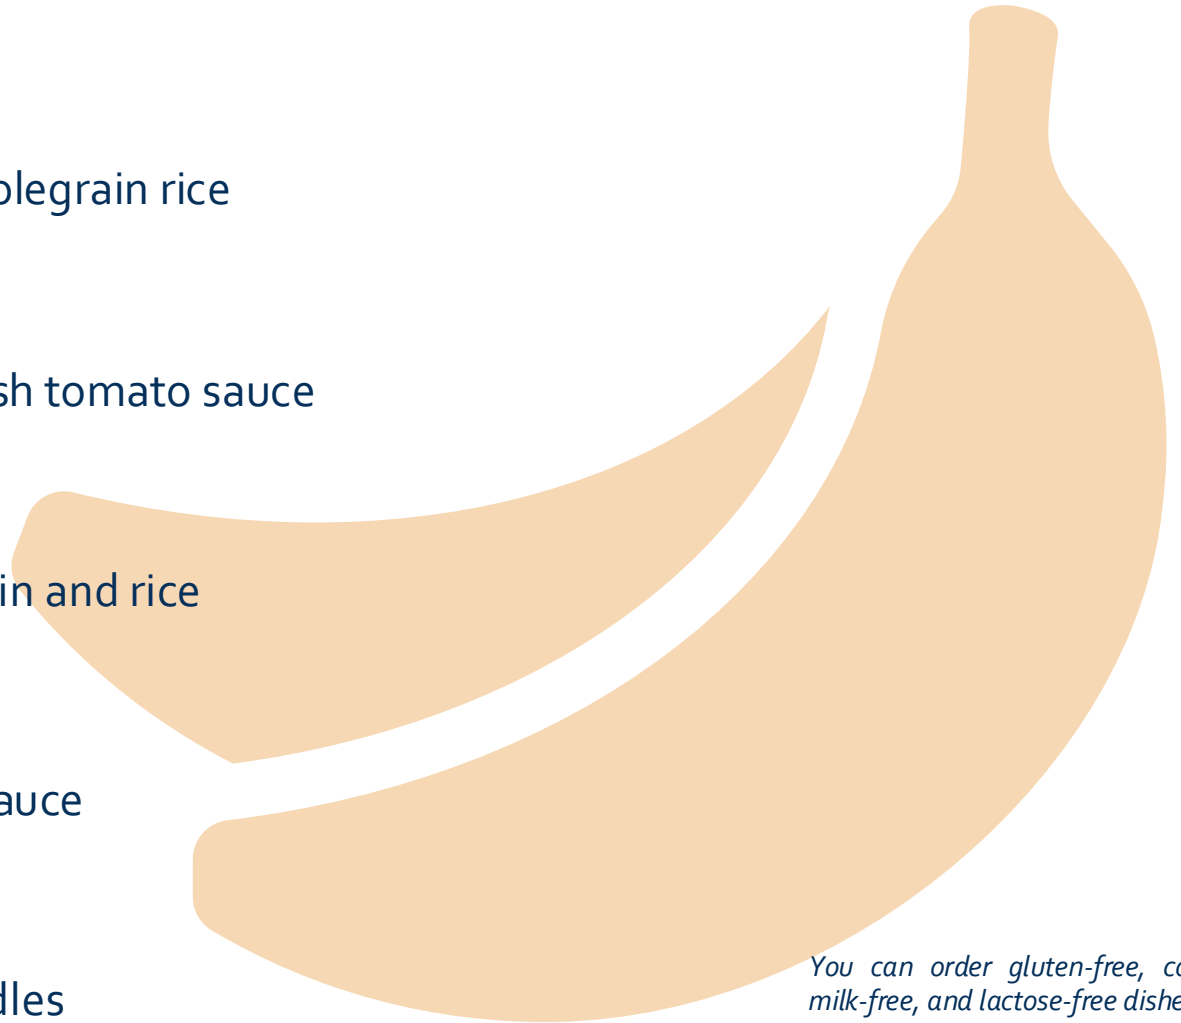 olegrain rice
sh tomato sauce
in and rice
auce
dles
You can order gluten-free,
milk-free, and lactose-free